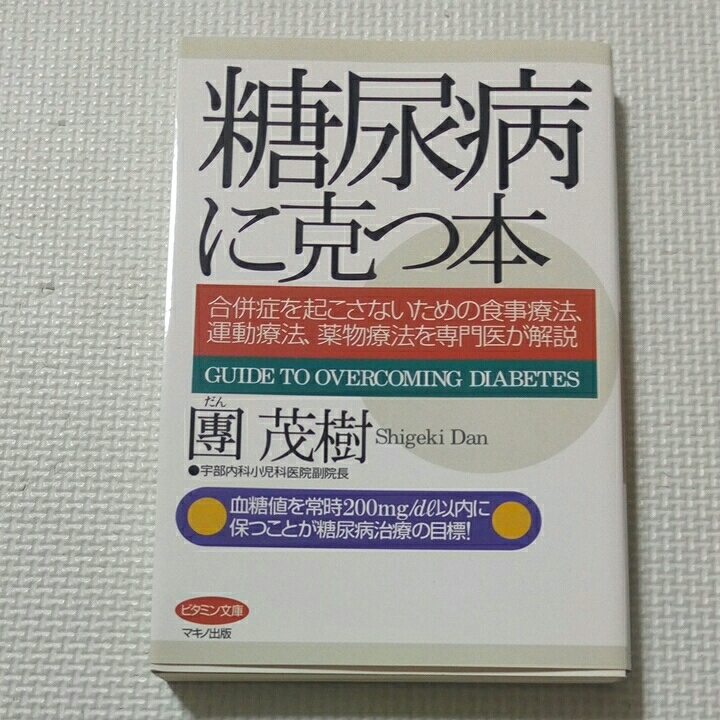 糖尿病
に克つ本
合併症を起こさないための食事療法、
運動療法、薬物療法を専門医が解説
GUIDE TO OVERCOMING DIABETES
だん
團 茂樹 Shigeki Dan
●宇部内科小児科医院副院長
血糖値を常時200mg/dℓ以内に
保つことが糖尿病治療の目標!
ビタミン文庫
マキノ出版